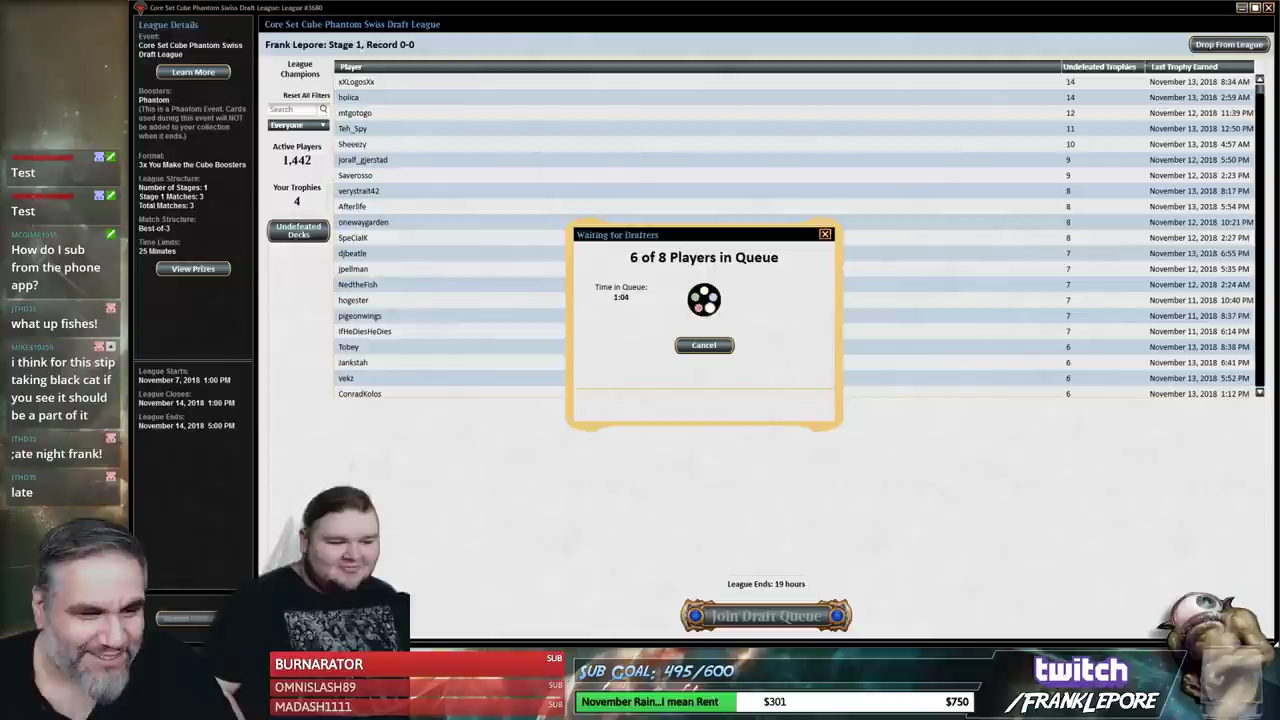 Core Set Cube Phantom Swiss Draft League: League #3680
League Details
Event:
Core Set Cube Phantom Swiss
Draft League
Learn More
Boosters:
Phantom
(This is a Phantom Event. Cards
used during this event will NOT
be added to your collection
when it ends.)
Format:
3x You Make the Cube Boosters
League Structure:
Number of Stages: 1
Stage 1 Matches: 3
Total Matches: 3
Match Structure:
Best-of-3
Time Limits:
25 Minutes
View Prizes
League Starts:
November 7, 2018 1:00 PM
League Closes:
November 14, 2018 1:00 PM
League Ends:
November 14, 2018 5:00 PM
Core Set Cube Phantom Swiss Draft League
Frank Lepore: Stage 1, Record 0-0
Drop From League
League
Champions
Reset All Filters
Search
Everyone
Active Players
1,442
Your Trophies
4
Undefeated
Decks
Player Undefeated Trophies Last Trophy Earned
xXLogosXx 14 November 13, 2018 8:34 AM
holica 14 November 13, 2018 2:59 AM
mtgotogo 12 November 12, 2018 11:39 PM
Teh_Spy 11 November 13, 2018 12:50 PM
Sheeezy 10 November 13, 2018 4:57 AM
joralf_gjerstad 9 November 12, 2018 5:50 PM
Saverosso 9 November 12, 2018 2:23 PM
verystrait42 8 November 13, 2018 8:17 PM
Afterlife 8 November 13, 2018 5:54 PM
onewaygarden 8 November 12, 2018 10:21 PM
SpeCialK 8 November 12, 2018 2:27 PM
djbeatle 7 November 13, 2018 6:35 PM
jpellman 7 November 12, 2018 5:35 PM
NedtheFish 7 November 12, 2018 2:24 AM
hogester 7 November 11, 2018 10:40 PM
pigeonwings 7 November 11, 2018 8:37 PM
IfHeDiesHeDies 7 November 11, 2018 6:14 PM
Tobey 6 November 13, 2018 8:38 PM
Jankstah 6 November 13, 2018 6:41 PM
vekz 6 November 13, 2018 5:52 PM
ConradKolos 6 November 13, 2018 1:12 PM
Waiting for Drafters
6 of 8 Players in Queue
Time in Queue:
1:04
Cancel
League Ends: 19 hours
Join Draft Queue
Test
Test
How do I sub
from the phone
app?
JTHD35
what up fishes!
MIKE410459
i think for this stip
taking black cat if
you see it should
be a part of it
JTHD35
;ate night frank!
JTHD35
late
BURNARATOR SUB
OMNISLASH89 SUB
MADASH1111 SUB
SUB GOAL: 495/600
November Rain...I mean Rent $301 $750
twitch
/FRANKLEPORE